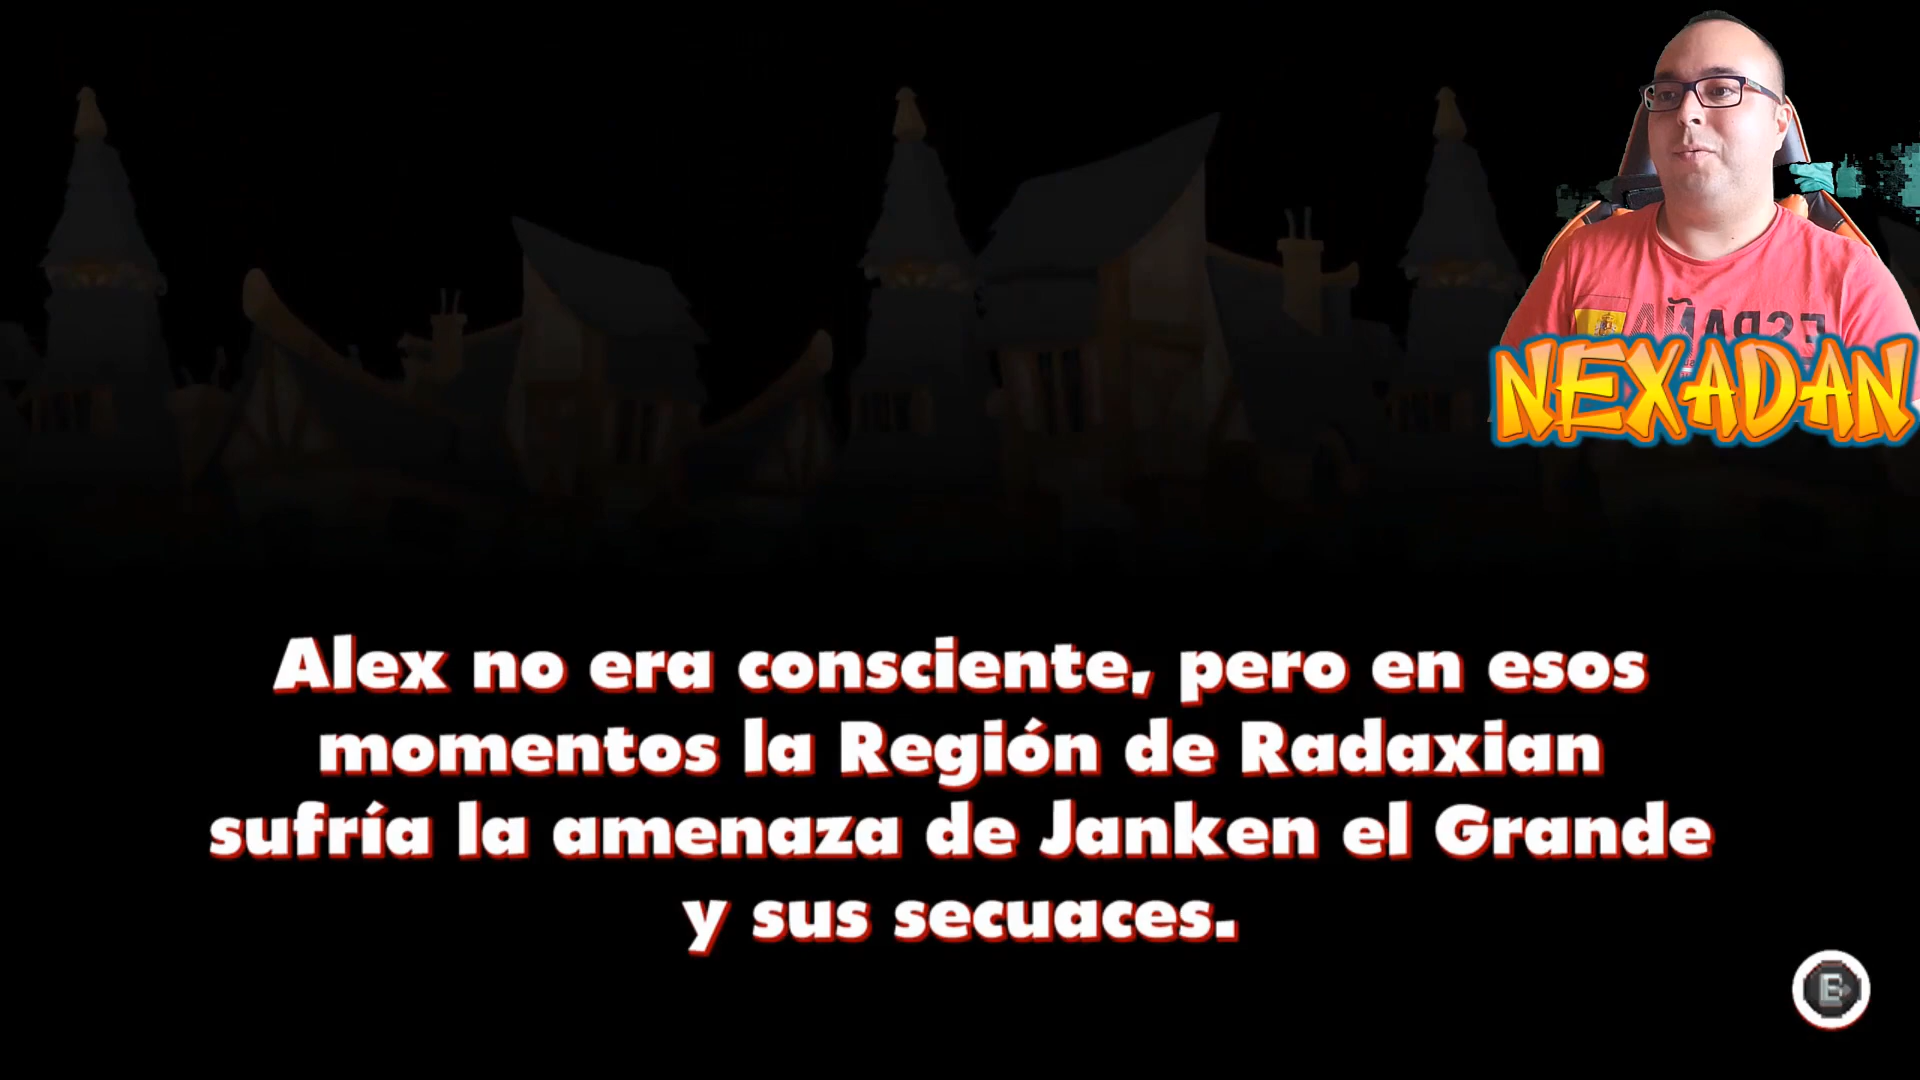 ESPAÑA
NEXADAN
Alex no era consciente, pero en esos
momentos la Región de Radaxian
sufría la amenaza de Janken el Grande
y sus secuaces.
E